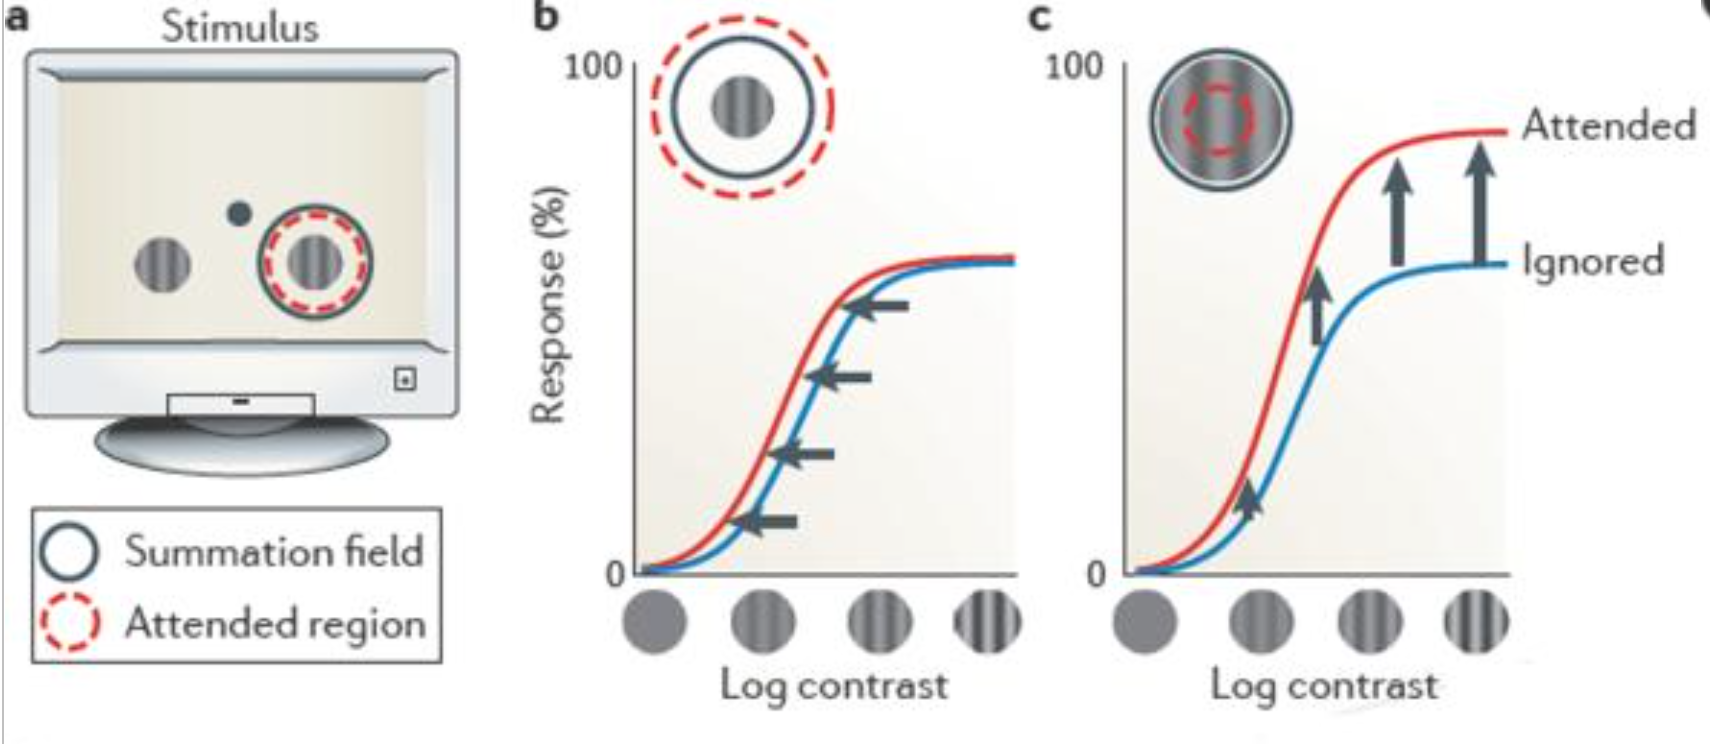 a
Stimulus
Summation field
Attended region
b
100
Response (%)
0
Log contrast
c
100
Attended
Ignored
0
Log contrast